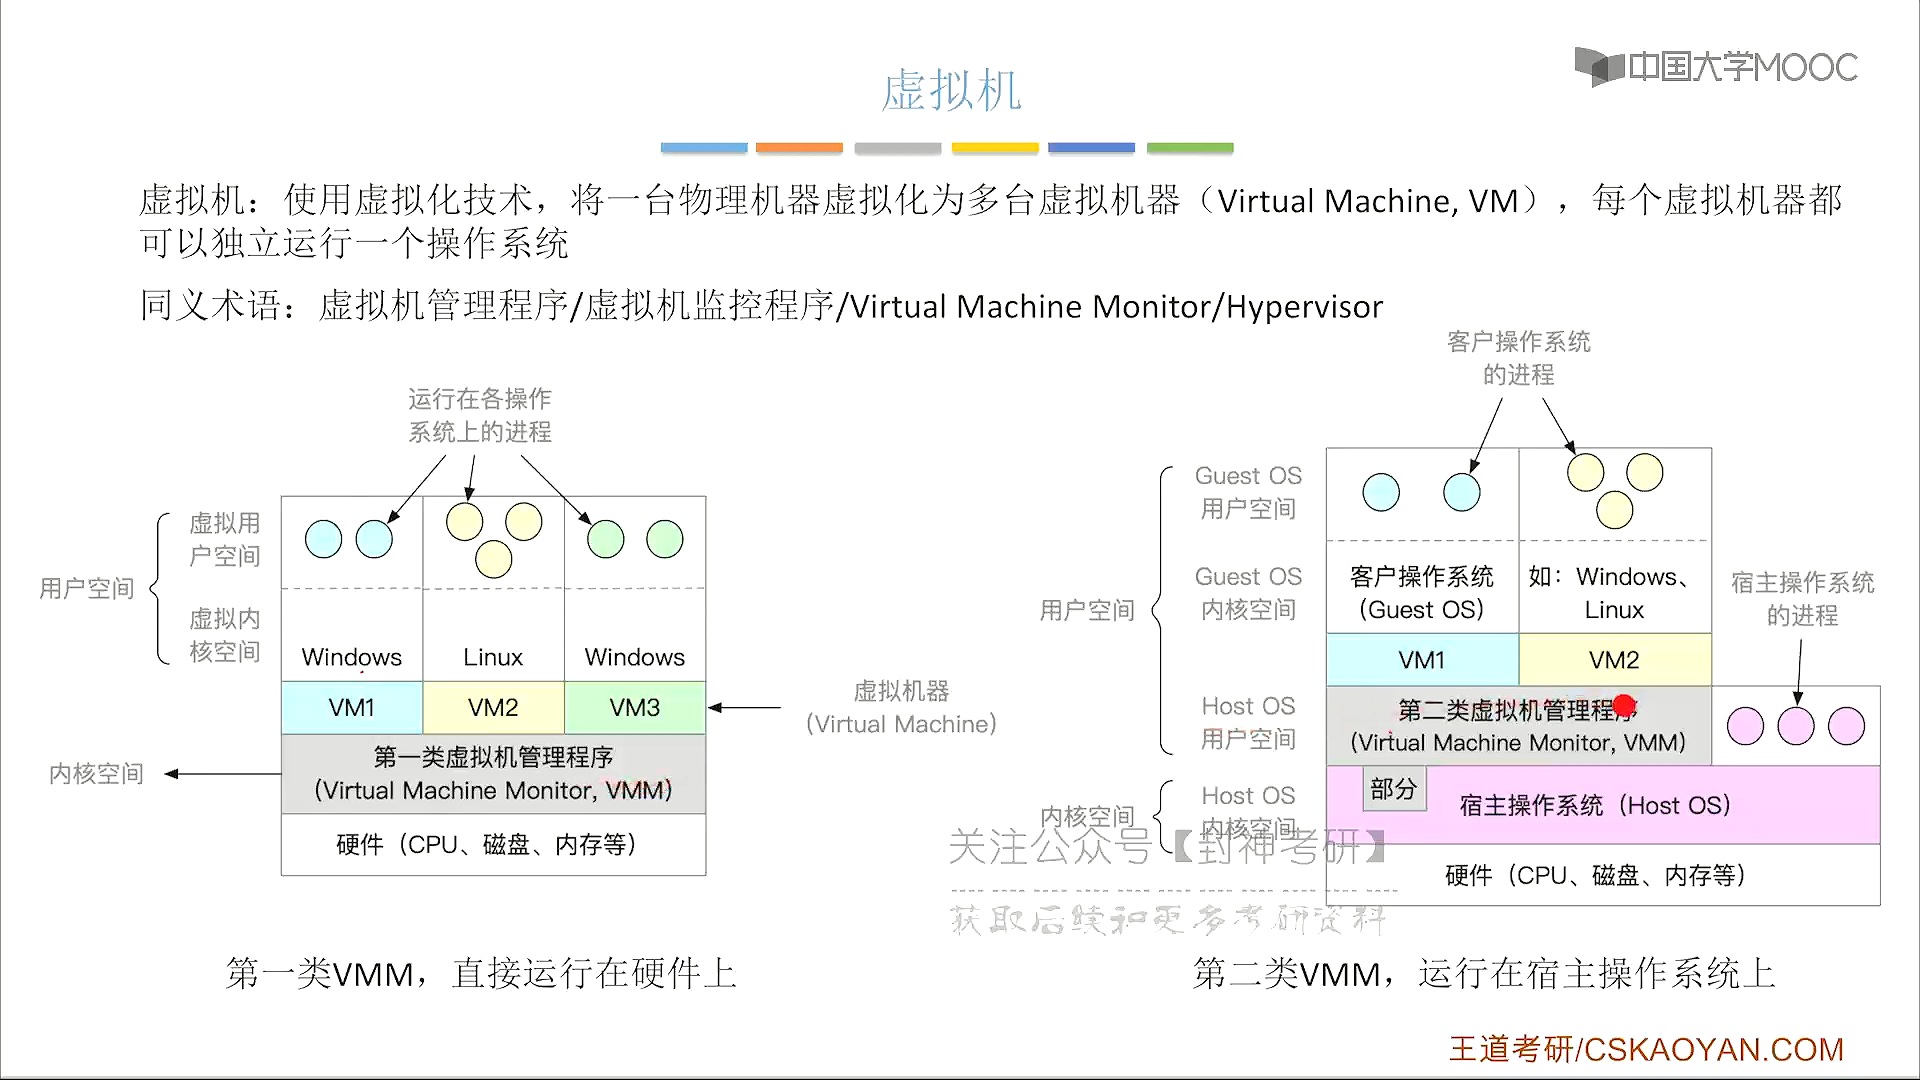 中国大学MOOC
虚拟机
虚拟机：使用虚拟化技术，将一台物理机器虚拟化为多台虚拟机器（Virtual Machine, VM），每个虚拟机器都
可以独立运行一个操作系统
同义术语：虚拟机管理程序/虚拟机监控程序/Virtual Machine Monitor/Hypervisor
运行在各操作
系统上的进程
用户空间
虚拟用
户空间
虚拟内
核空间
Windows
Linux
Windows
VM1
VM2
VM3
虚拟机器
（Virtual Machine）
内核空间
第一类虚拟机管理程序
（Virtual Machine Monitor, VMM）
硬件（CPU、磁盘、内存等）
第一类VMM，直接运行在硬件上
客户操作系统
的进程
用户空间
Guest OS
用户空间
Guest OS
内核空间
客户操作系统
（Guest OS）
如：Windows、
Linux
宿主操作系统
的进程
VM1
VM2
Host OS
用户空间
第二类虚拟机管理程序
（Virtual Machine Monitor, VMM）
内核空间
Host OS
内核空间
部分
宿主操作系统（Host OS）
硬件（CPU、磁盘、内存等）
关注公众号【封神考研】
获取后续和更多考研资料
第二类VMM，运行在宿主操作系统上
王道考研/CSKAOYAN.COM